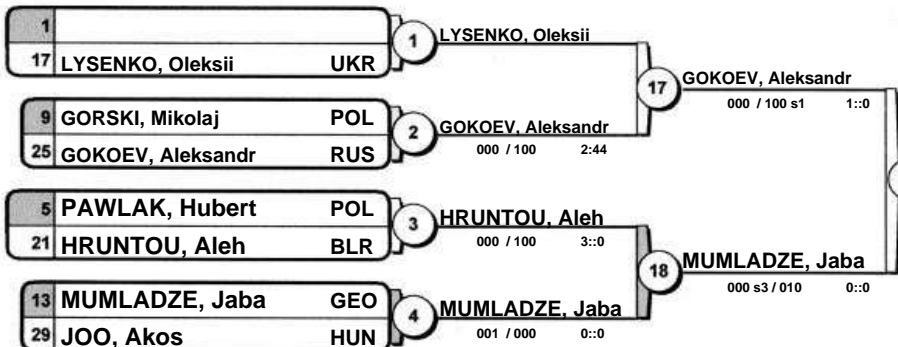 1
17 LYSENKO, Oleksii UKR
1 LYSENKO, Oleksii
9 GORSKI, Mikolaj POL
25 GOKOEV, Aleksandr RUS
2 GOKOEV, Aleksandr
000 / 100 2:44
17 GOKOEV, Aleksandr
000 / 100 s1 1::0
5 PAWLAK, Hubert POL
21 HRUNTOU, Aleh BLR
3 HRUNTOU, Aleh
000 / 100 3::0
13 MUMLADZE, Jaba GEO
29 JOO, Akos HUN
4 MUMLADZE, Jaba
001 / 000 0::0
18 MUMLADZE, Jaba
000 s3 / 010 0::0